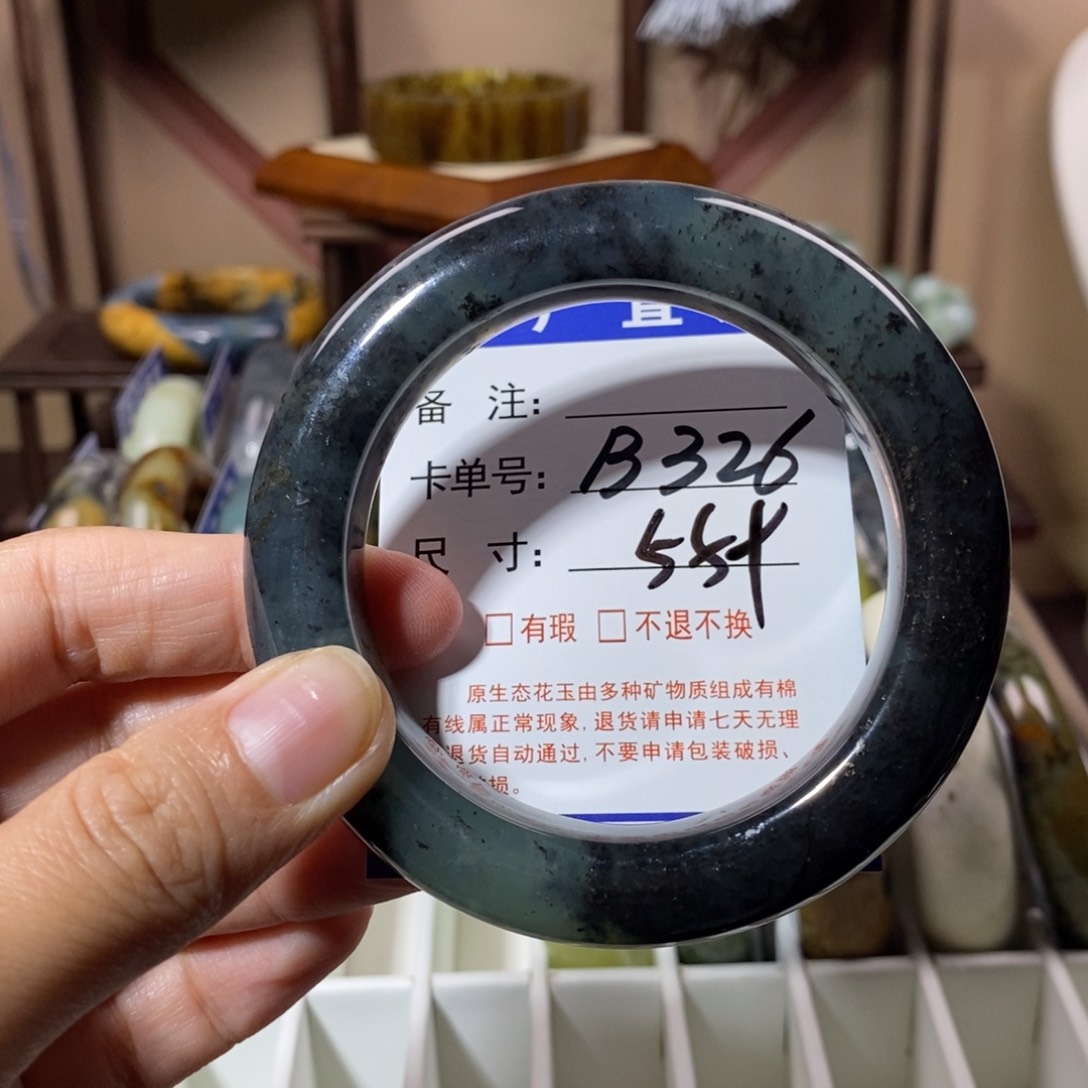 直
备 注:
卡单号: B326
尺 寸: 584
□有瑕 □不退不换
原生态花玉由多种矿物质组成有棉
有线属正常现象,退货请申请七天无理
退货自动通过,不要申请包装破损、
损。